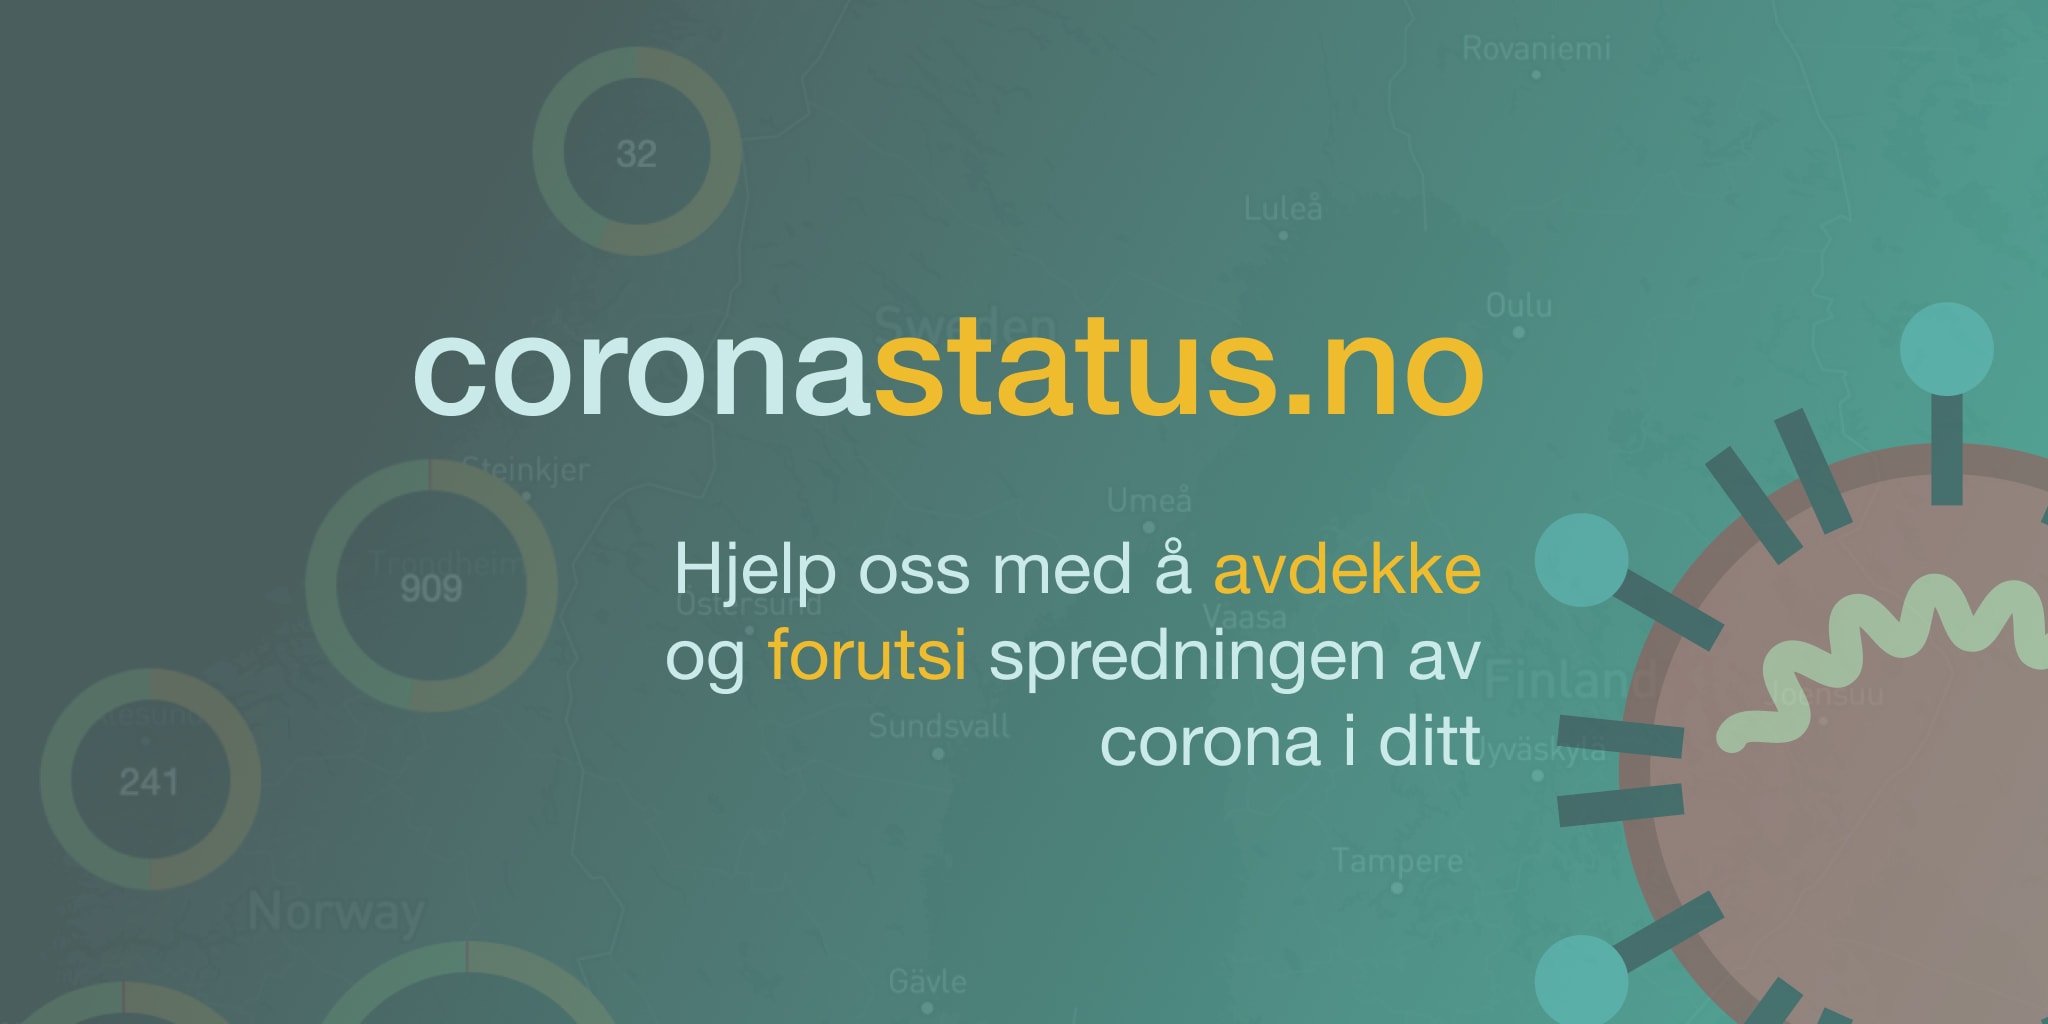 Rovaniemi
32
Luleå
Oulu
Sweden
coronastatus.no
Steinkjer
Umeå
Trondheim
909
Hjelp oss med å avdekke
Östersund
Vaasa
og forutsi spredningen av
Finland
Joensuu
Sundsvall
corona i ditt
Jyväskylä
241
Tampere
Norway
Gävle